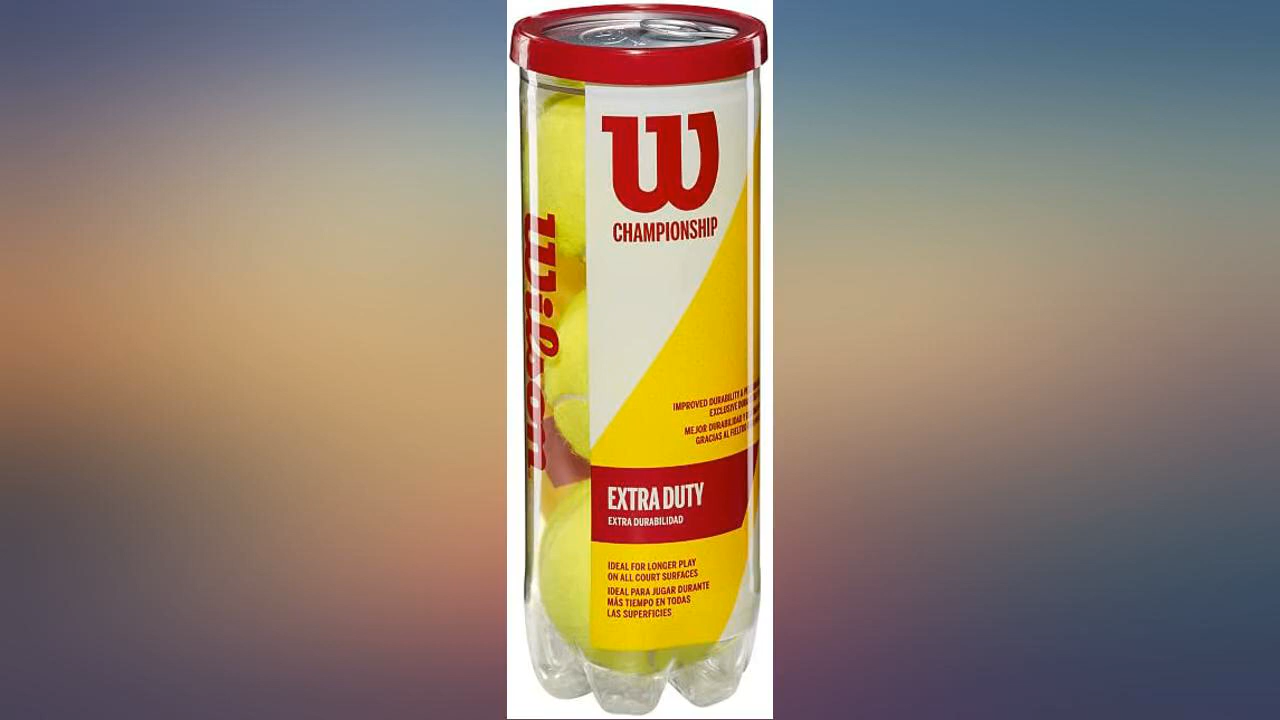 W
CHAMPIONSHIP
Wilson
IMPROVED DURABILITY &
EXCLUSIVE
MEJOR DURABILIDAD Y
GRACIAS AL FIELTRO
EXTRA DUTY
EXTRA DURABILIDAD
IDEAL FOR LONGER PLAY
ON ALL COURT SURFACES
IDEAL PARA JUGAR DURANTE
MÁS TIEMPO EN TODAS
LAS SUPERFICIES